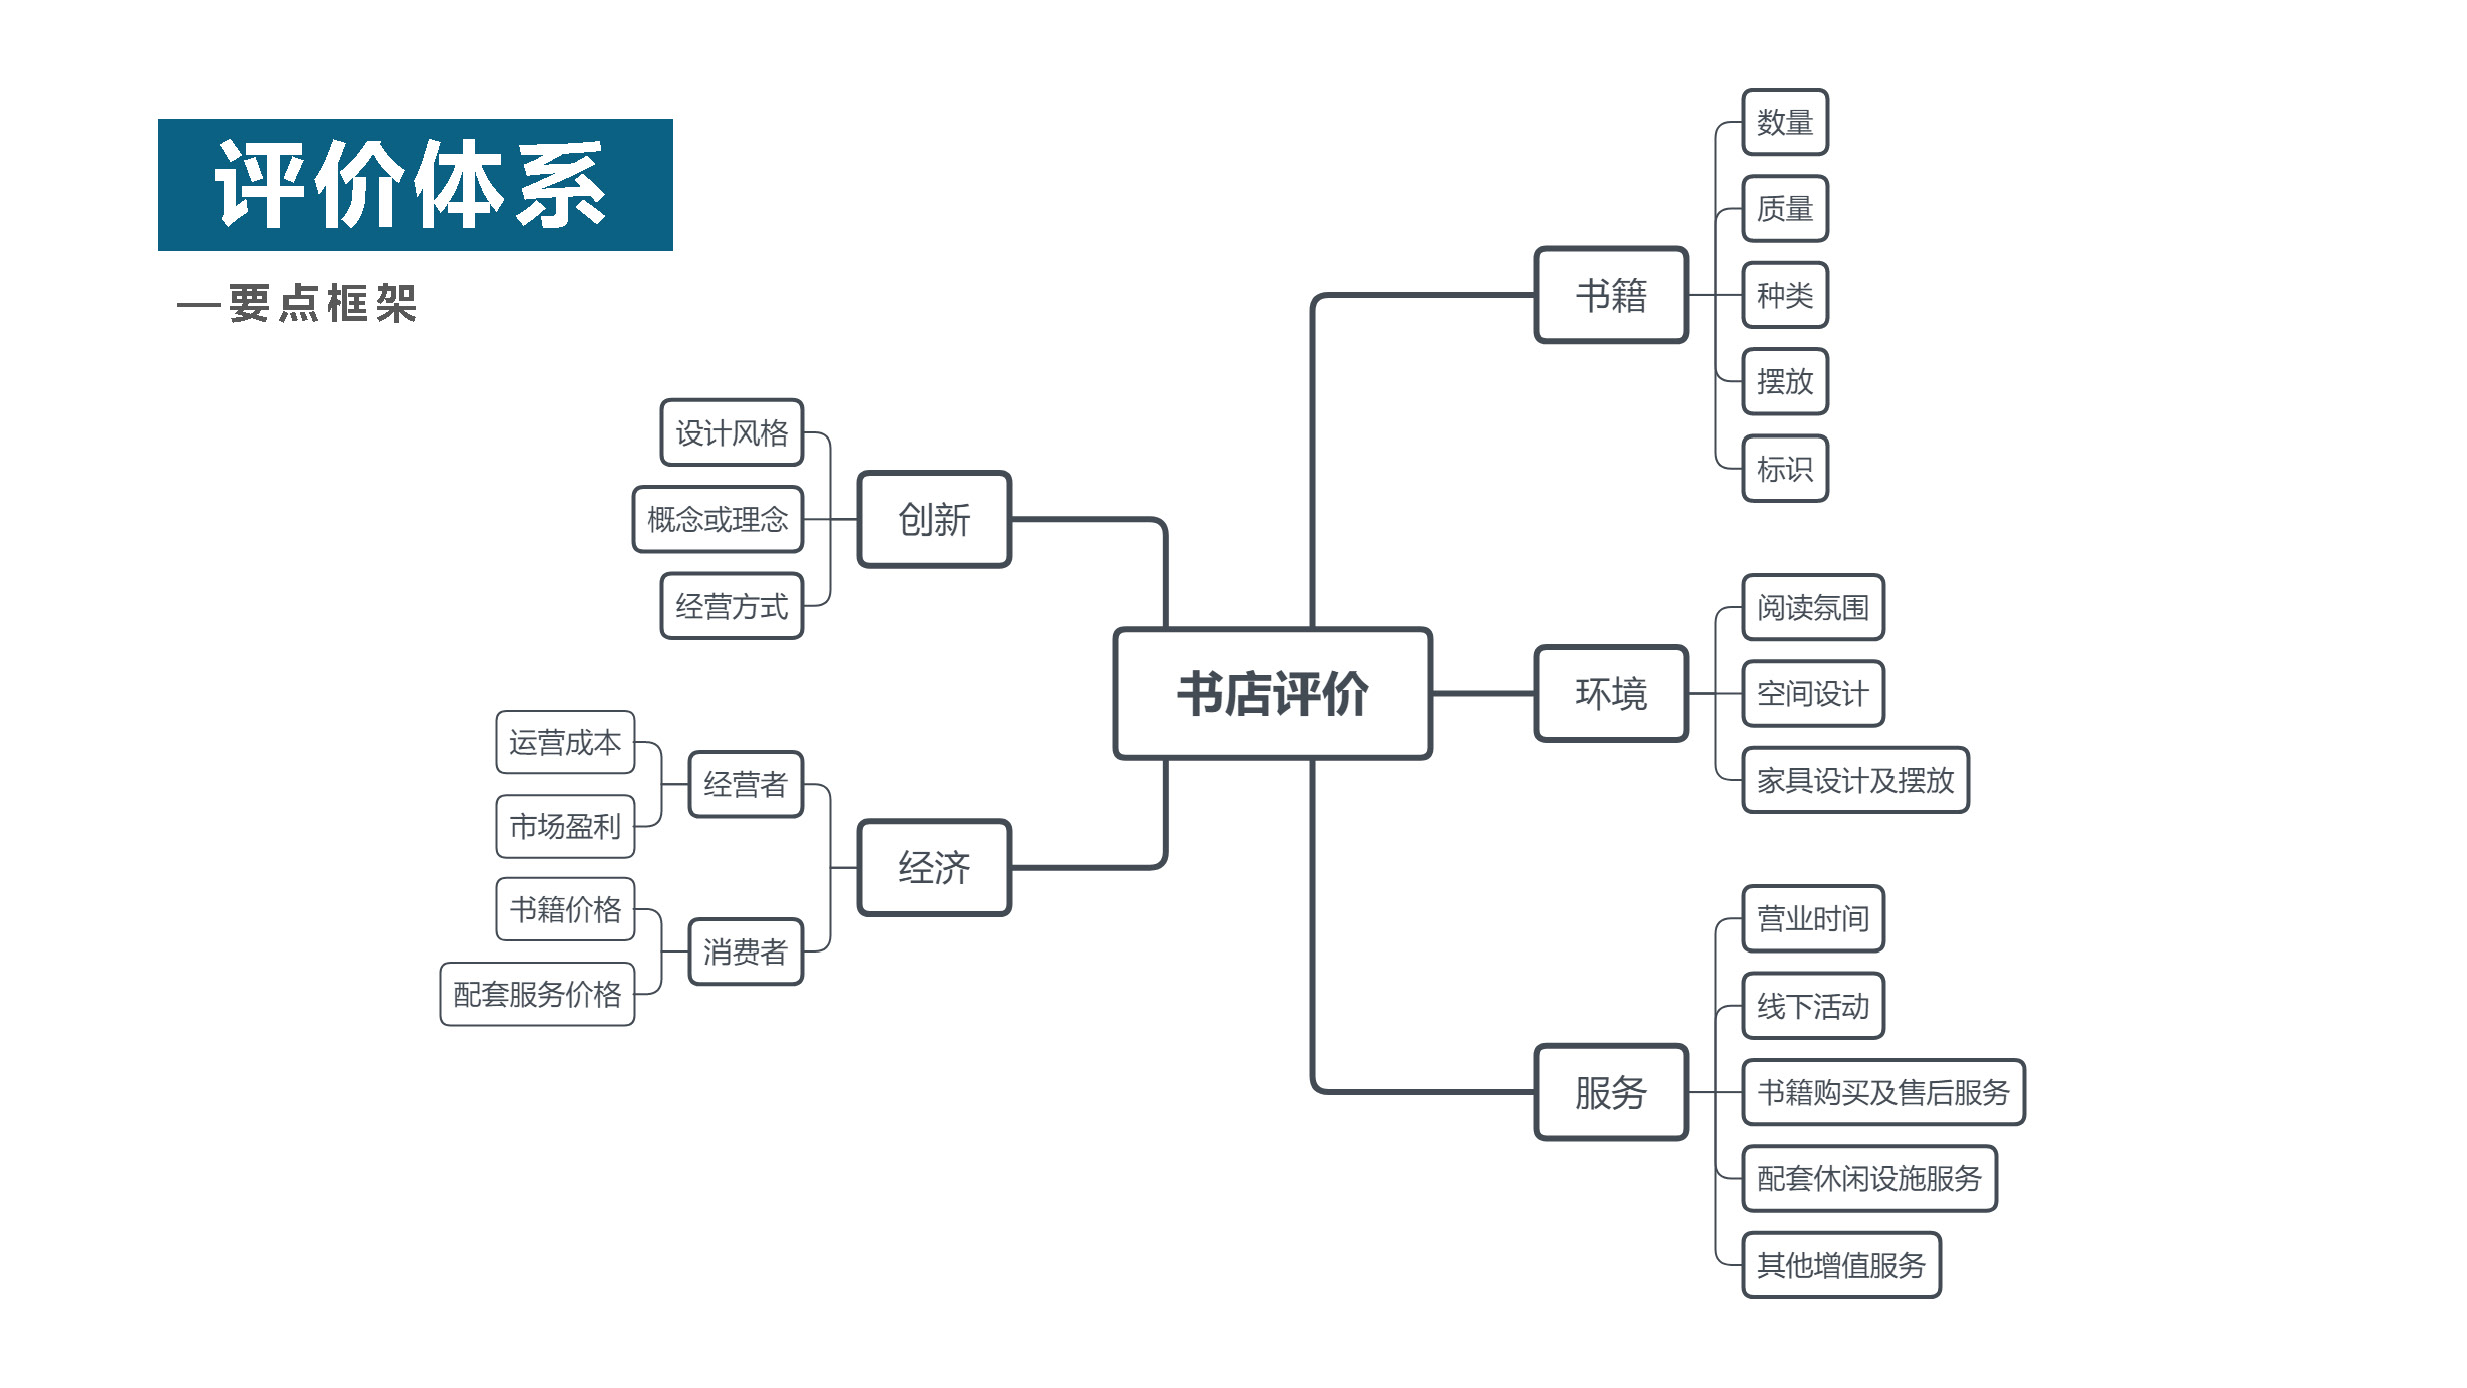 评价体系
—要点框架
书店评价
书籍
数量
质量
种类
摆放
标识
环境
阅读氛围
空间设计
家具设计及摆放
服务
营业时间
线下活动
书籍购买及售后服务
配套休闲设施服务
其他增值服务
创新
设计风格
概念或理念
经营方式
经济
经营者
运营成本
市场盈利
消费者
书籍价格
配套服务价格